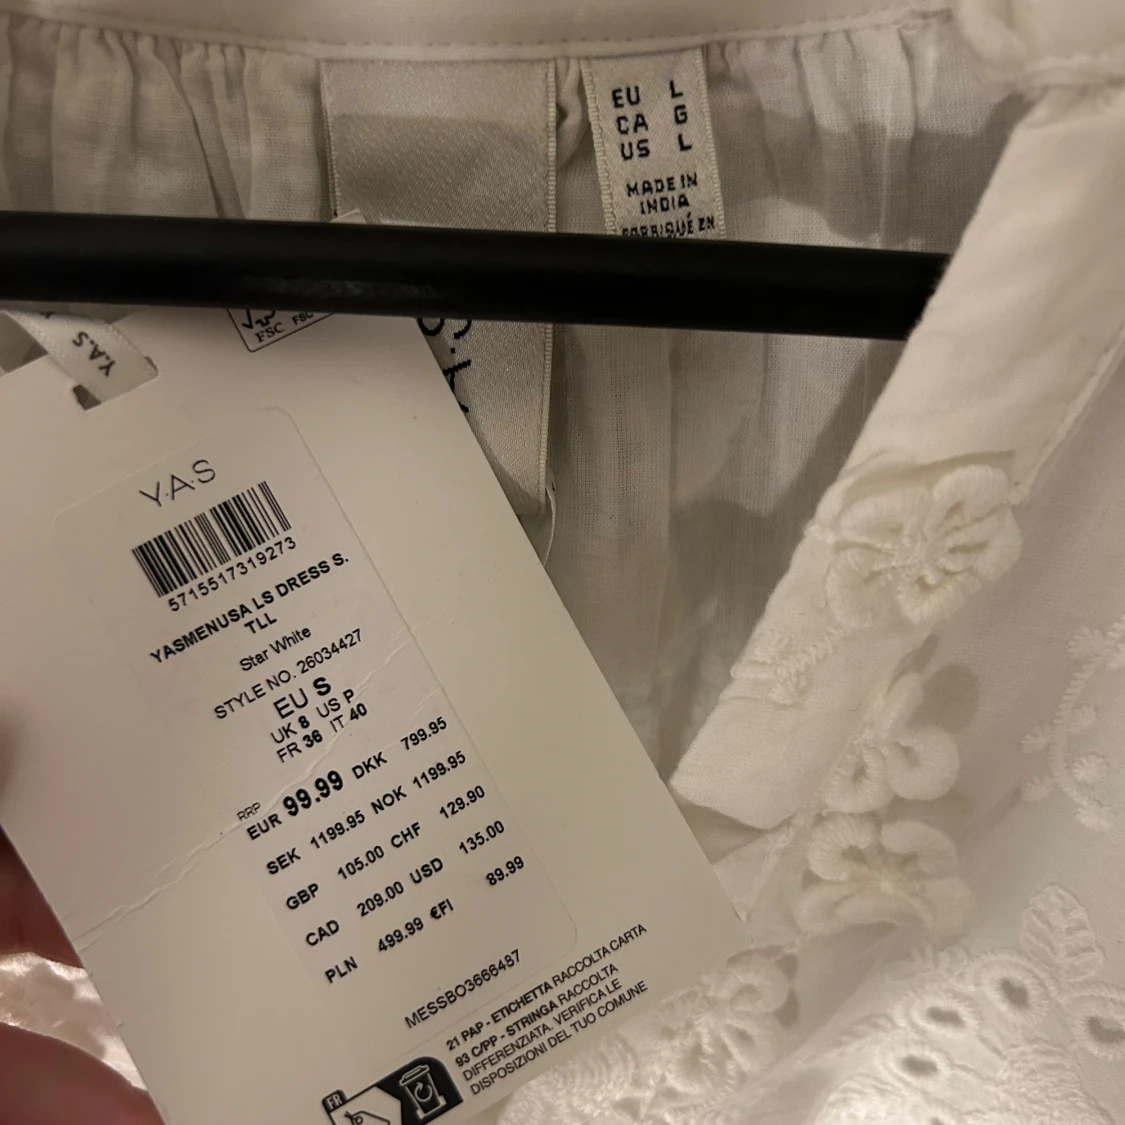 EU L
CA G
US L
MADE IN
INDIA
FABRIQUÉ EN
Y.A.S
FSC
Y.A.S
5715517319273
YASMENUSA LS DRESS S.
TLL
Star White
STYLE NO. 26034427
EU S
UK 8 US P
FR 36 IT 40
RRP
EUR 99.99 DKK 799.95
SEK 1199.95 NOK 1199.95
GBP 105.00 CHF 129.90
CAD 209.00 USD 135.00
PLN 499.99 €FI 89.99
MESSBO3666487
21 PAP - ETICHETTA RACCOLTA CARTA
93 C/PP - STRINGA RACCOLTA
DIFFERENZIATA. VERIFICA LE
DISPOSIZIONI DEL TUO COMUNE
FR